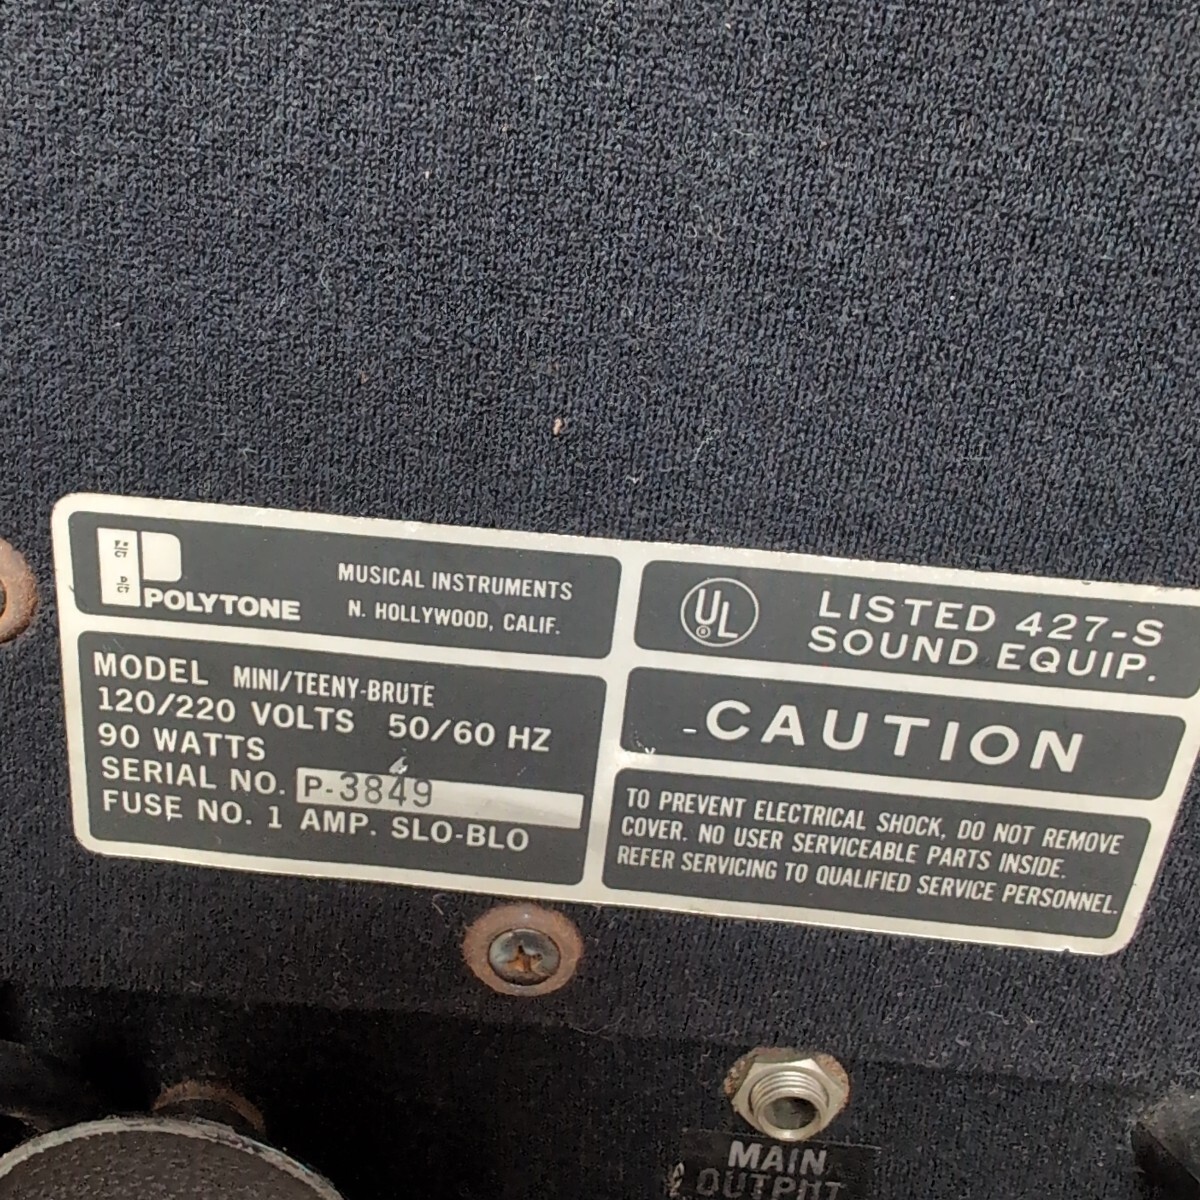 POLYTONE
MUSICAL INSTRUMENTS
N. HOLLYWOOD, CALIF.
MODEL MINI/TEENY-BRUTE
120/220 VOLTS 50/60 HZ
90 WATTS
SERIAL NO. P-3849
FUSE NO. 1 AMP. SLO-BLO
UL ®
LISTED 427-S
SOUND EQUIP.
CAUTION
TO PREVENT ELECTRICAL SHOCK, DO NOT REMOVE
COVER. NO USER SERVICEABLE PARTS INSIDE.
REFER SERVICING TO QUALIFIED SERVICE PERSONNEL.
MAIN
OUTPUT